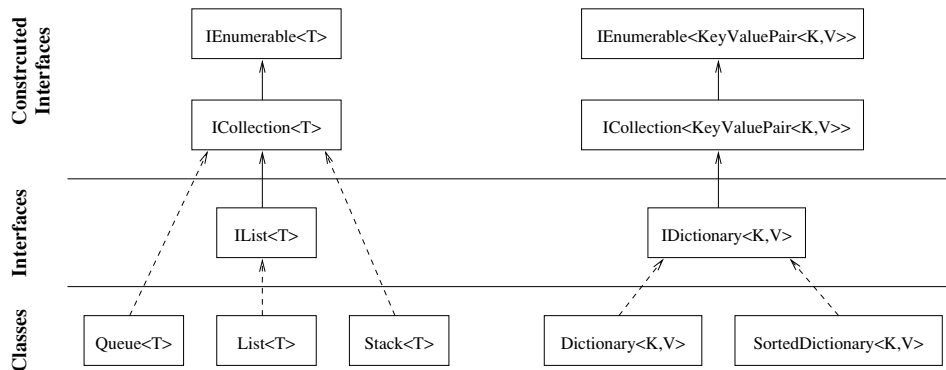 Constrcuted
Interfaces
IEnumerable<T>
IEnumerable<KeyValuePair<K,V>>
ICollection<T>
ICollection<KeyValuePair<K,V>>
Interfaces
IList<T>
IDictionary<K,V>
Classes
Queue<T>
List<T>
Stack<T>
Dictionary<K,V>
SortedDictionary<K,V>